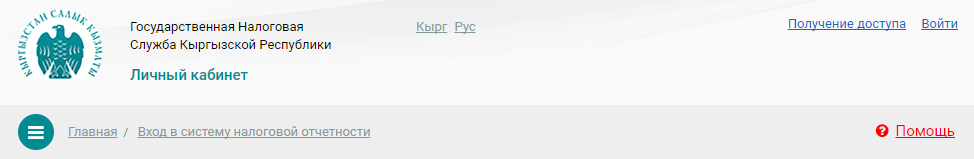 КЫРГЫЗСТАН САЛЫК КЫЗМАТЫ
Государственная Налоговая
Служба Кыргызской Республики
Личный кабинет
Кырг Рус
Получение доступа Войти
Главная / Вход в систему налоговой отчетности
Помощь